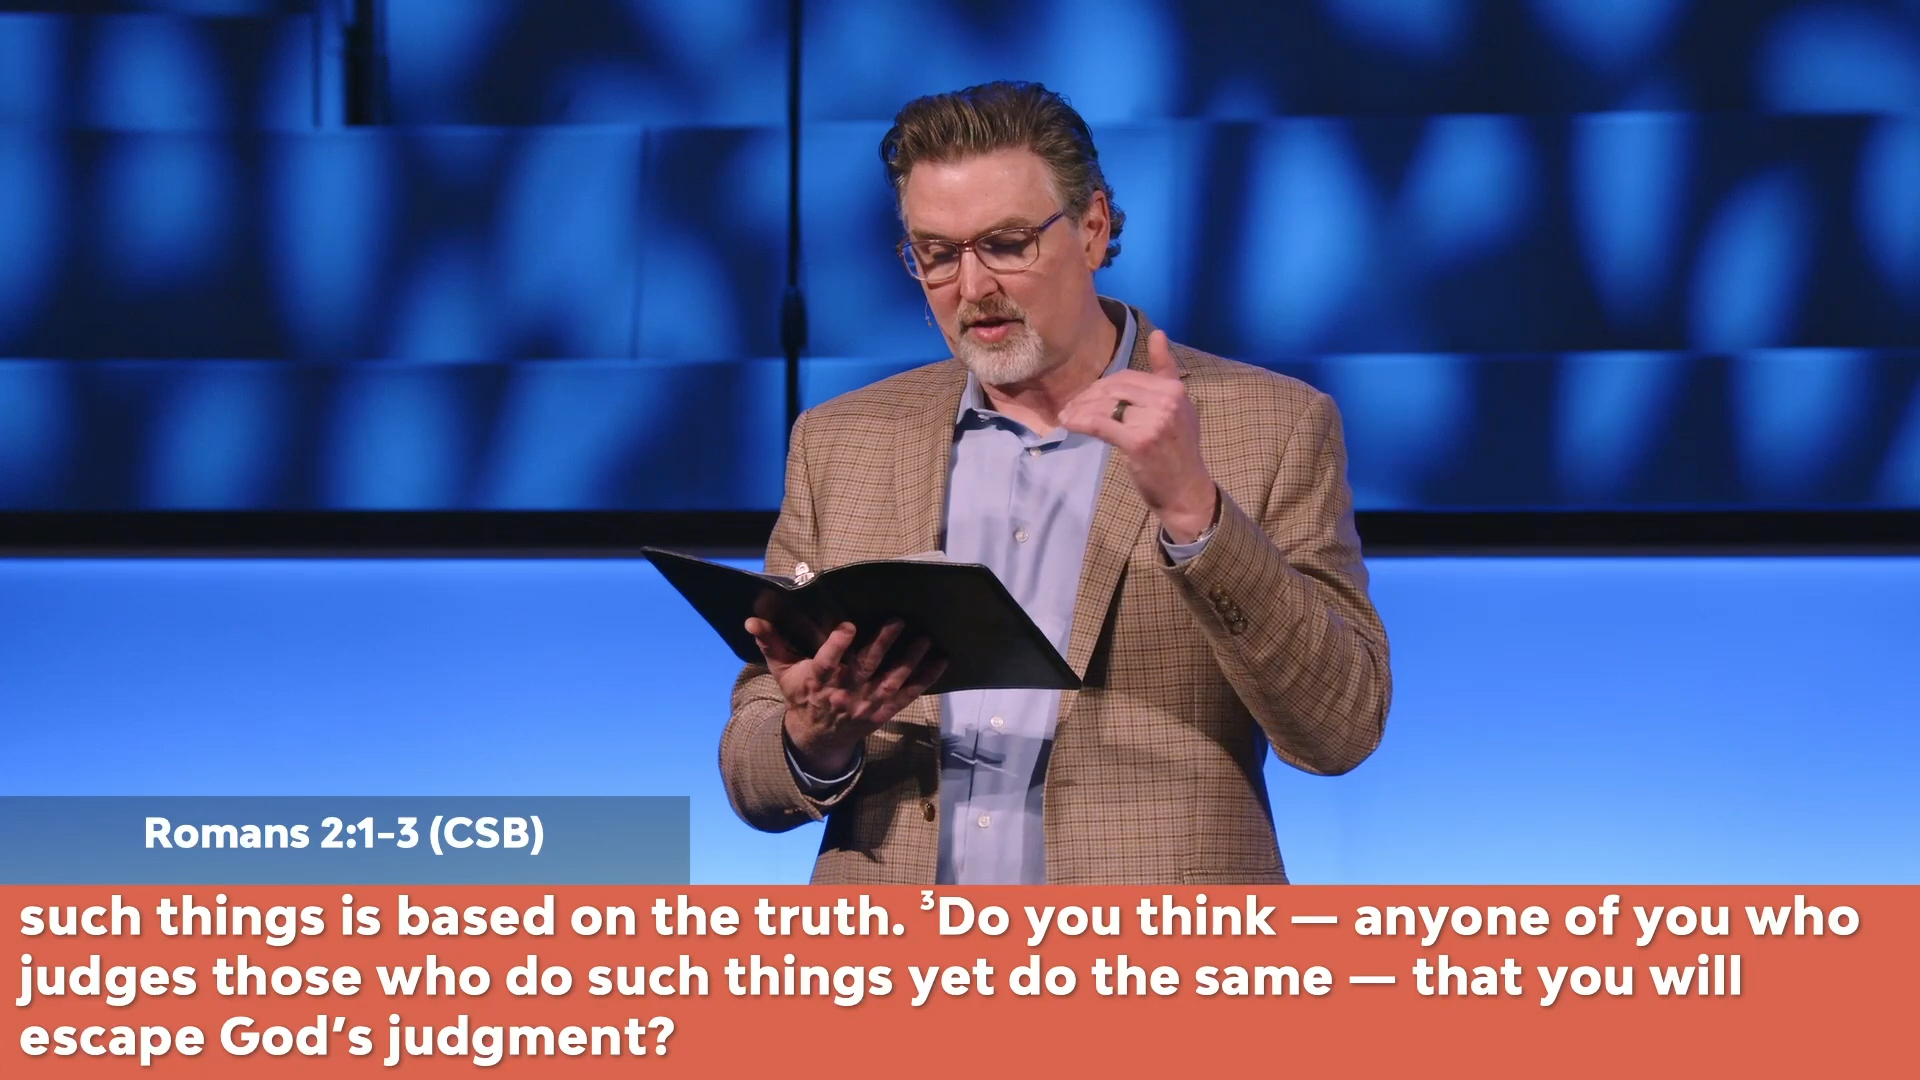 Romans 2:1-3 (CSB)
such things is based on the truth. ³Do you think — anyone of you who
judges those who do such things yet do the same — that you will
escape God’s judgment?